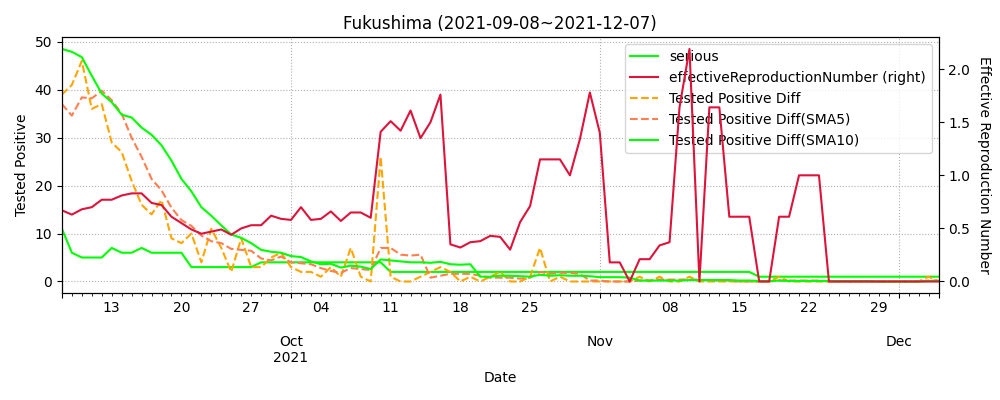 Fukushima (2021-09-08~2021-12-07)
serious
effectiveReproductionNumber (right)
Tested Positive Diff
Tested Positive Diff(SMA5)
Tested Positive Diff(SMA10)
Tested Positive
50
40
30
20
10
0
Effective Reproduction Number
2.0
1.5
1.0
0.5
0.0
13 20 27 04 11 18 25 08 15 22 29
Oct Nov Dec
2021
Date